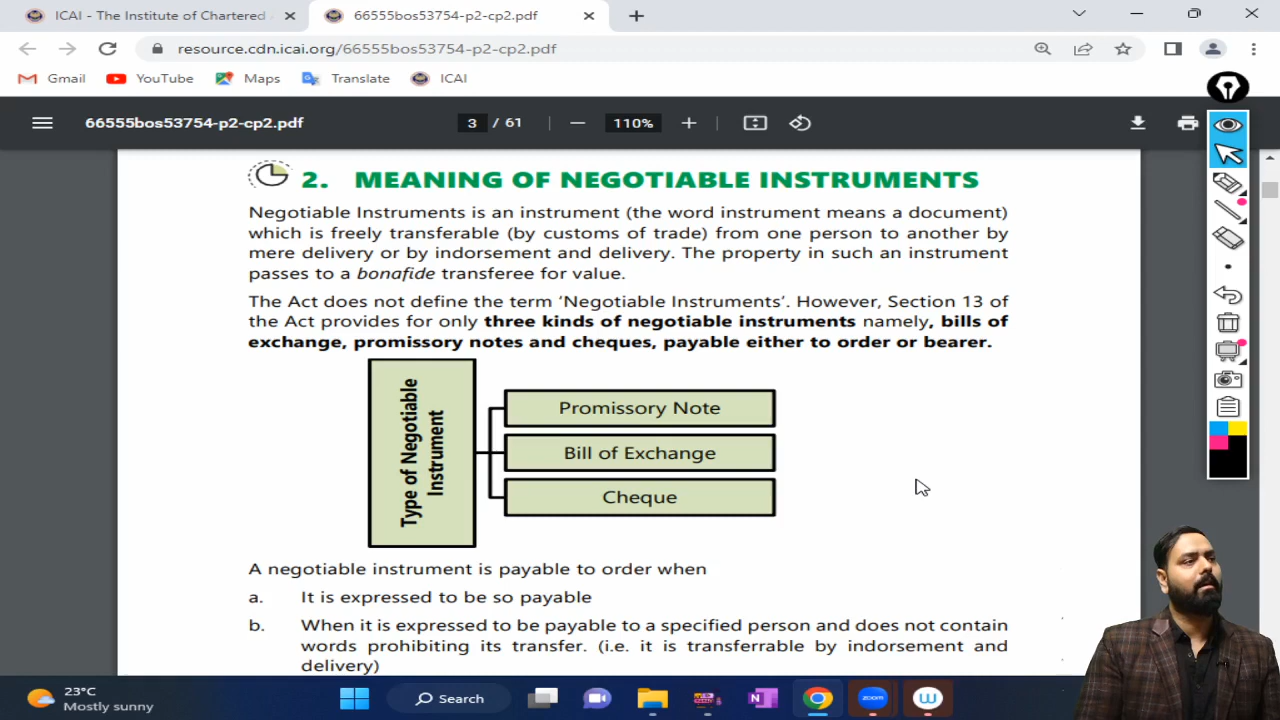 ICAI - The Institute of Chartered
66555bos53754-p2-cp2.pdf
resource.cdn.icai.org/66555bos53754-p2-cp2.pdf
Gmail YouTube Maps Translate ICAI
66555bos53754-p2-cp2.pdf 3 / 61 110%
2. MEANING OF NEGOTIABLE INSTRUMENTS
Negotiable Instruments is an instrument (the word instrument means a document)
which is freely transferable (by customs of trade) from one person to another by
mere delivery or by indorsement and delivery. The property in such an instrument
passes to a bonafide transferee for value.
The Act does not define the term ‘Negotiable Instruments’. However, Section 13 of
the Act provides for only three kinds of negotiable instruments namely, bills of
exchange, promissory notes and cheques, payable either to order or bearer.
Type of Negotiable
Instrument
Promissory Note
Bill of Exchange
Cheque
A negotiable instrument is payable to order when
a. It is expressed to be so payable
b. When it is expressed to be payable to a specified person and does not contain
words prohibiting its transfer. (i.e. it is transferrable by indorsement and
delivery)
23°C
Mostly sunny
Search
zoom